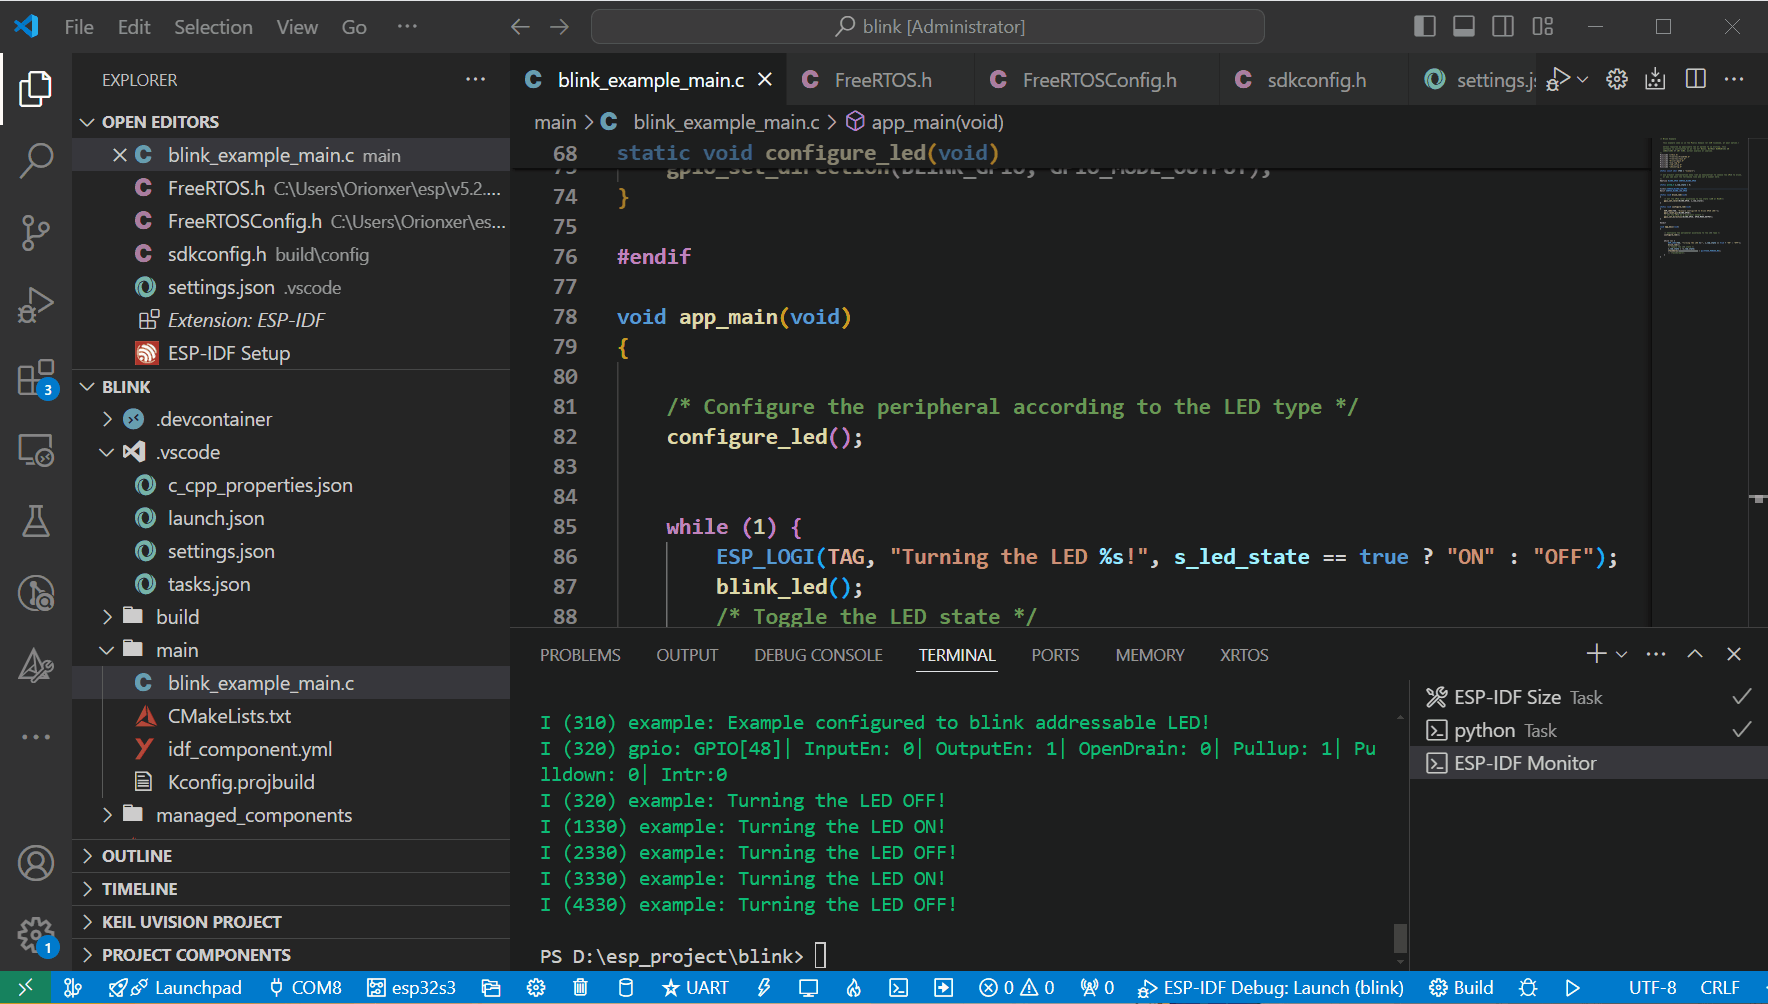 File Edit Selection View Go ···
blink [Administrator]
EXPLORER
OPEN EDITORS
blink_example_main.c main
FreeRTOS.h C:\Users\Orionxer\esp\v5.2....
FreeRTOSConfig.h C:\Users\Orionxer\es...
sdkconfig.h build\config
settings.json .vscode
Extension: ESP-IDF
ESP-IDF Setup
BLINK
.devcontainer
.vscode
c_cpp_properties.json
launch.json
settings.json
tasks.json
build
main
blink_example_main.c
CMakeLists.txt
idf_component.yml
Kconfig.projbuild
managed_components
OUTLINE
TIMELINE
KEIL UVISION PROJECT
PROJECT COMPONENTS
3
1
blink_example_main.c FreeRTOS.h FreeRTOSConfig.h sdkconfig.h settings.js
main > blink_example_main.c > app_main(void)
68 static void configure_led(void)
73 gpio_set_direction(BLINK_GPIO, GPIO_MODE_OUTPUT);
74 }
75
76 #endif
77
78 void app_main(void)
79 {
80
81 /* Configure the peripheral according to the LED type */
82 configure_led();
83
84
85 while (1) {
86 ESP_LOGI(TAG, "Turning the LED %s!", s_led_state == true ? "ON" : "OFF");
87 blink_led();
88 /* Toggle the LED state */
PROBLEMS OUTPUT DEBUG CONSOLE TERMINAL PORTS MEMORY XRTOS
I (310) example: Example configured to blink addressable LED!
I (320) gpio: GPIO[48]| InputEn: 0| OutputEn: 1| OpenDrain: 0| Pullup: 1| Pu
lldown: 0| Intr:0
I (320) example: Turning the LED OFF!
I (1330) example: Turning the LED ON!
I (2330) example: Turning the LED OFF!
I (3330) example: Turning the LED ON!
I (4330) example: Turning the LED OFF!
PS D:\esp_project\blink>
ESP-IDF Size Task
python Task
ESP-IDF Monitor
Launchpad COM8 esp32s3 UART 0 0 0 ESP-IDF Debug: Launch (blink) Build UTF-8 CRLF